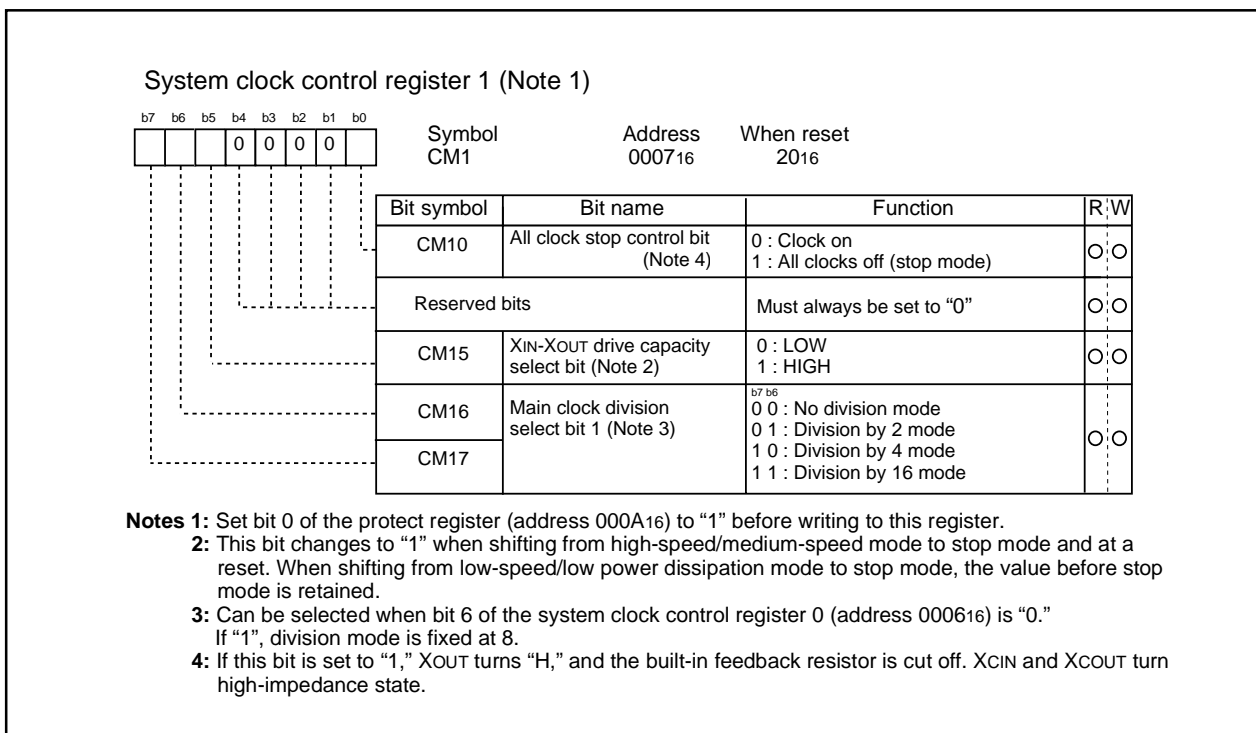 System clock control register 1 (Note 1)
b7 b6 b5 b4 b3 b2 b1 b0
0 0 0 0
Symbol Address When reset
CM1 000716 2016
Bit symbol Bit name Function R W
CM10 All clock stop control bit (Note 4) 0 : Clock on
1 : All clocks off (stop mode)
Reserved bits Must always be set to “0”
CM15 XIN-XOUT drive capacity select bit (Note 2) 0 : LOW
1 : HIGH
CM16 Main clock division select bit 1 (Note 3) b7 b6
0 0 : No division mode
0 1 : Division by 2 mode
CM17 1 0 : Division by 4 mode
1 1 : Division by 16 mode
Notes 1: Set bit 0 of the protect register (address 000A16) to “1” before writing to this register.
2: This bit changes to “1” when shifting from high-speed/medium-speed mode to stop mode and at a
reset. When shifting from low-speed/low power dissipation mode to stop mode, the value before stop
mode is retained.
3: Can be selected when bit 6 of the system clock control register 0 (address 000616) is “0.”
If “1”, division mode is fixed at 8.
4: If this bit is set to “1,” XOUT turns “H,” and the built-in feedback resistor is cut off. XCIN and XCOUT turn
high-impedance state.